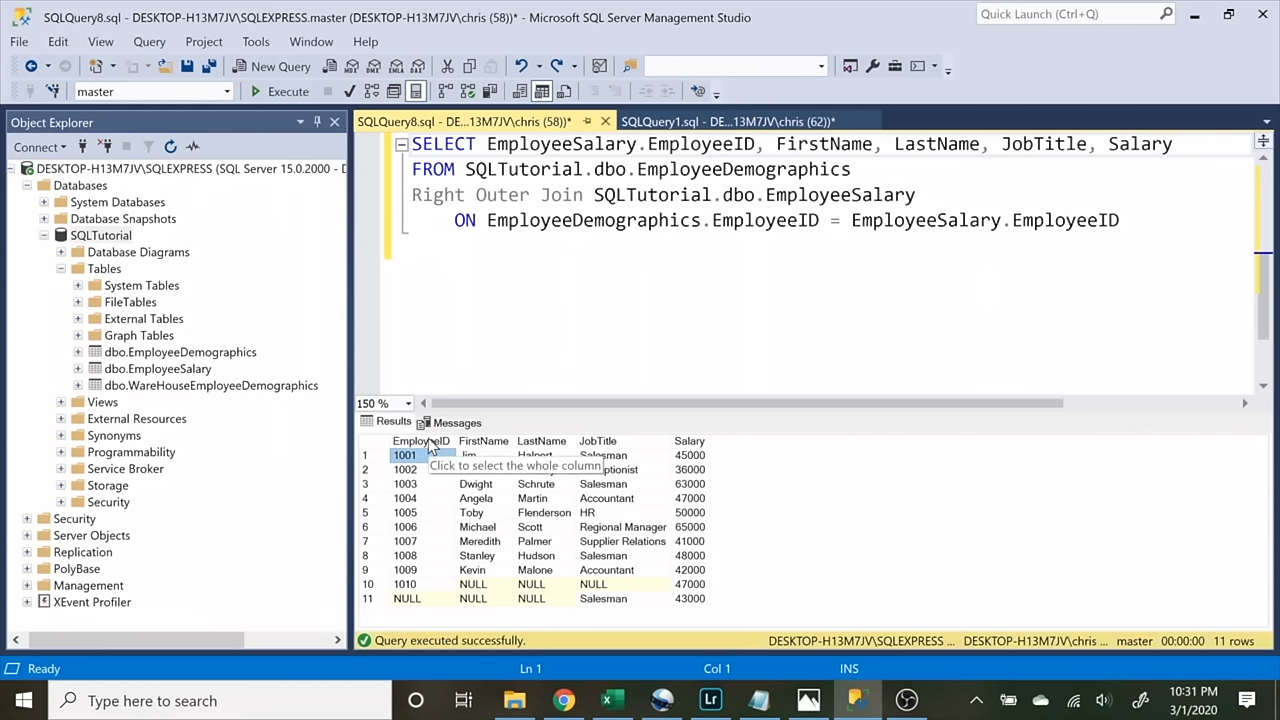 SQLQuery8.sql - DESKTOP-H13M7JV\SQLEXPRESS.master (DESKTOP-H13M7JV\chris (58))* - Microsoft SQL Server Management Studio
Quick Launch (Ctrl+Q)
File Edit View Query Project Tools Window Help
New Query MDX DMX XMLA DAX
master Execute
Object Explorer
SQLQuery8.sql - DE...13M7JV\chris (58))* SQLQuery1.sql - DE...13M7JV\chris (62))*
Connect
DESKTOP-H13M7JV\SQLEXPRESS (SQL Server 15.0.2000 - D
Databases
System Databases
Database Snapshots
SQLTutorial
Database Diagrams
Tables
System Tables
FileTables
External Tables
Graph Tables
dbo.EmployeeDemographics
dbo.EmployeeSalary
dbo.WareHouseEmployeeDemographics
Views
External Resources
Synonyms
Programmability
Service Broker
Storage
Security
Security
Server Objects
Replication
PolyBase
Management
XEvent Profiler
SELECT EmployeeSalary.EmployeeID, FirstName, LastName, JobTitle, Salary
FROM SQLTutorial.dbo.EmployeeDemographics
Right Outer Join SQLTutorial.dbo.EmployeeSalary
ON EmployeeDemographics.EmployeeID = EmployeeSalary.EmployeeID
150 %
Results Messages
EmployeeID FirstName LastName JobTitle Salary
1 1001 Jim Halpert Salesman 45000
Click to select the whole column
2 1002 36000
3 1003 Dwight Schrute Salesman 63000
4 1004 Angela Martin Accountant 47000
5 1005 Toby Flenderson HR 50000
6 1006 Michael Scott Regional Manager 65000
7 1007 Meredith Palmer Supplier Relations 41000
8 1008 Stanley Hudson Salesman 48000
9 1009 Kevin Malone Accountant 42000
10 1010 NULL NULL NULL 47000
11 NULL NULL NULL Salesman 43000
Query executed successfully. DESKTOP-H13M7JV\SQLEXPRESS ... DESKTOP-H13M7JV\chris ... master 00:00:00 11 rows
Ready Ln 1 Col 1 INS
Type here to search
Lr
10:31 PM
3/1/2020